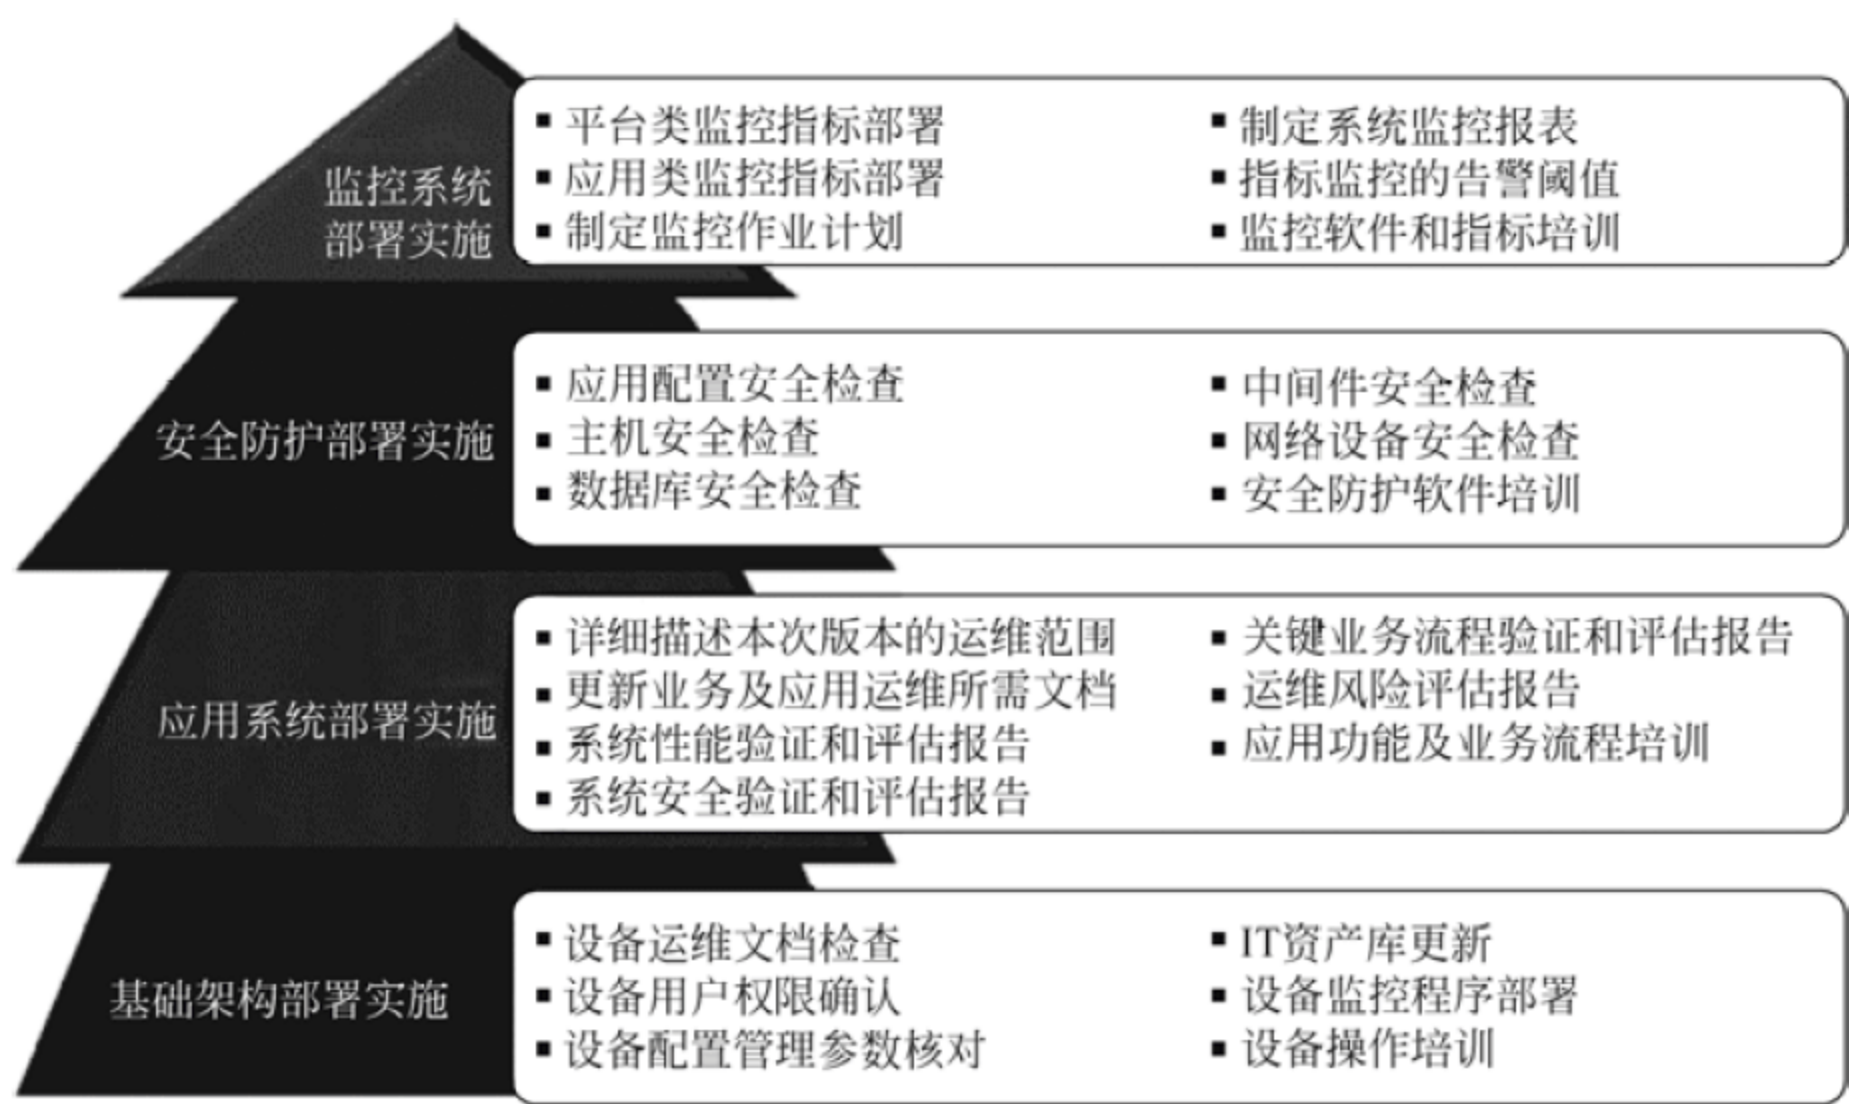 监控系统
部署实施
▪ 平台类监控指标部署
▪ 应用类监控指标部署
▪ 制定监控作业计划
▪ 制定系统监控报表
▪ 指标监控的告警阈值
▪ 监控软件和指标培训
安全防护部署实施
▪ 应用配置安全检查
▪ 主机安全检查
▪ 数据库安全检查
▪ 中间件安全检查
▪ 网络设备安全检查
▪ 安全防护软件培训
应用系统部署实施
▪ 详细描述本次版本的运维范围
▪ 更新业务及应用运维所需文档
▪ 系统性能验证和评估报告
▪ 系统安全验证和评估报告
▪ 关键业务流程验证和评估报告
▪ 运维风险评估报告
▪ 应用功能及业务流程培训
基础架构部署实施
▪ 设备运维文档检查
▪ 设备用户权限确认
▪ 设备配置管理参数核对
▪ IT资产库更新
▪ 设备监控程序部署
▪ 设备操作培训